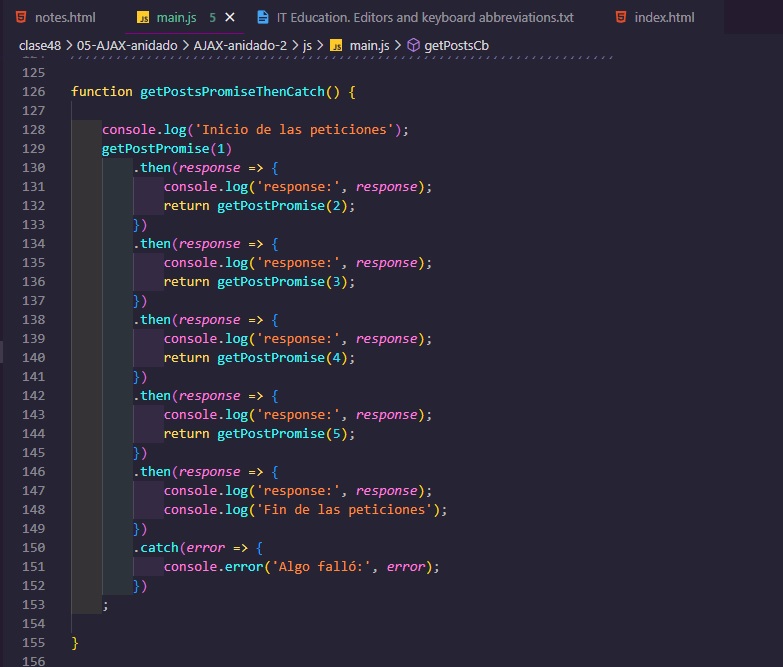 notes.html JS main.js 5 IT Education. Editors and keyboard abbreviations.txt index.html
clase48 > 05-AJAX-anidado > AJAX-anidado-2 > js > JS main.js > getPostsCb
125
126 function getPostsPromiseThenCatch() {
127
128 console.log('Inicio de las peticiones');
129 getPostPromise(1)
130 .then(response => {
131 console.log('response:', response);
132 return getPostPromise(2);
133 })
134 .then(response => {
135 console.log('response:', response);
136 return getPostPromise(3);
137 })
138 .then(response => {
139 console.log('response:', response);
140 return getPostPromise(4);
141 })
142 .then(response => {
143 console.log('response:', response);
144 return getPostPromise(5);
145 })
146 .then(response => {
147 console.log('response:', response);
148 console.log('Fin de las peticiones');
149 })
150 .catch(error => {
151 console.error('Algo falló:', error);
152 })
153 ;
154
155 }
156